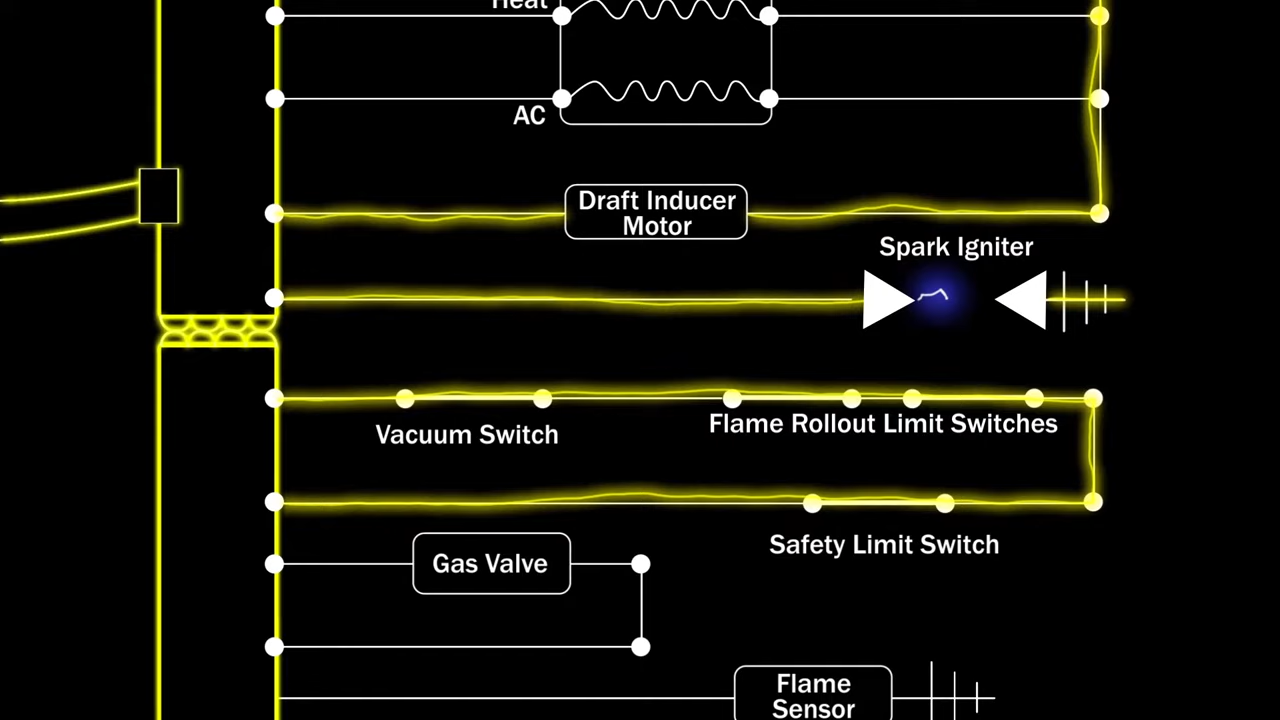 Heat
AC
Draft Inducer
Motor
Spark Igniter
Vacuum Switch
Flame Rollout Limit Switches
Safety Limit Switch
Gas Valve
Flame
Sensor